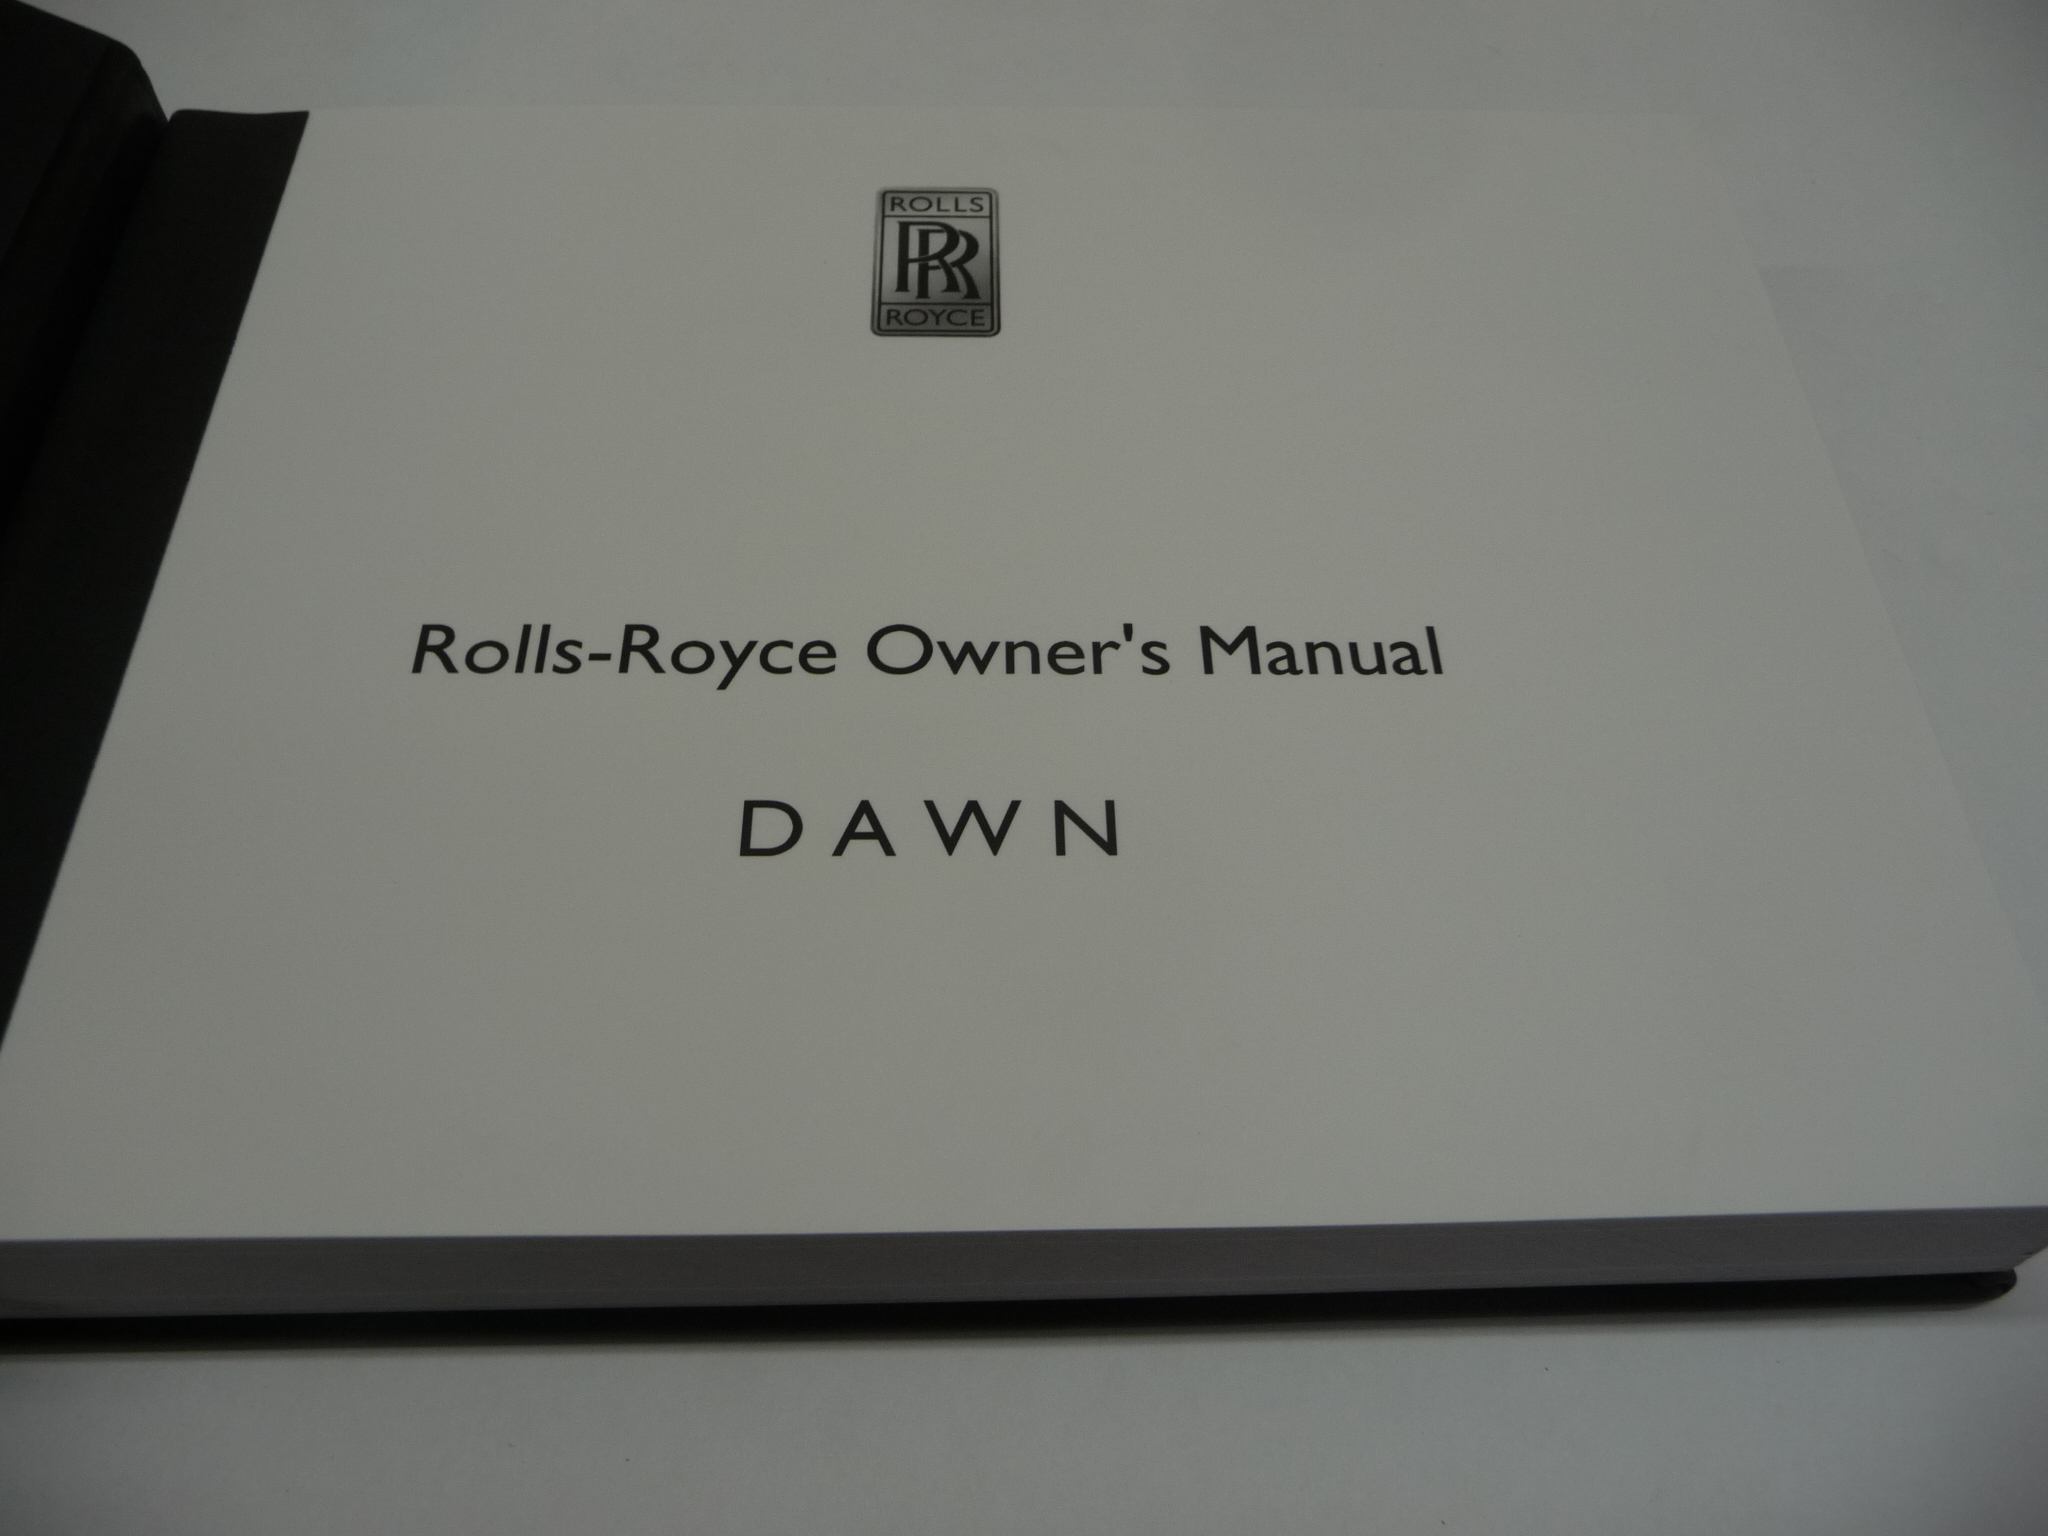 ROLLS
RR
ROYCE
Rolls-Royce Owner's Manual
DAWN